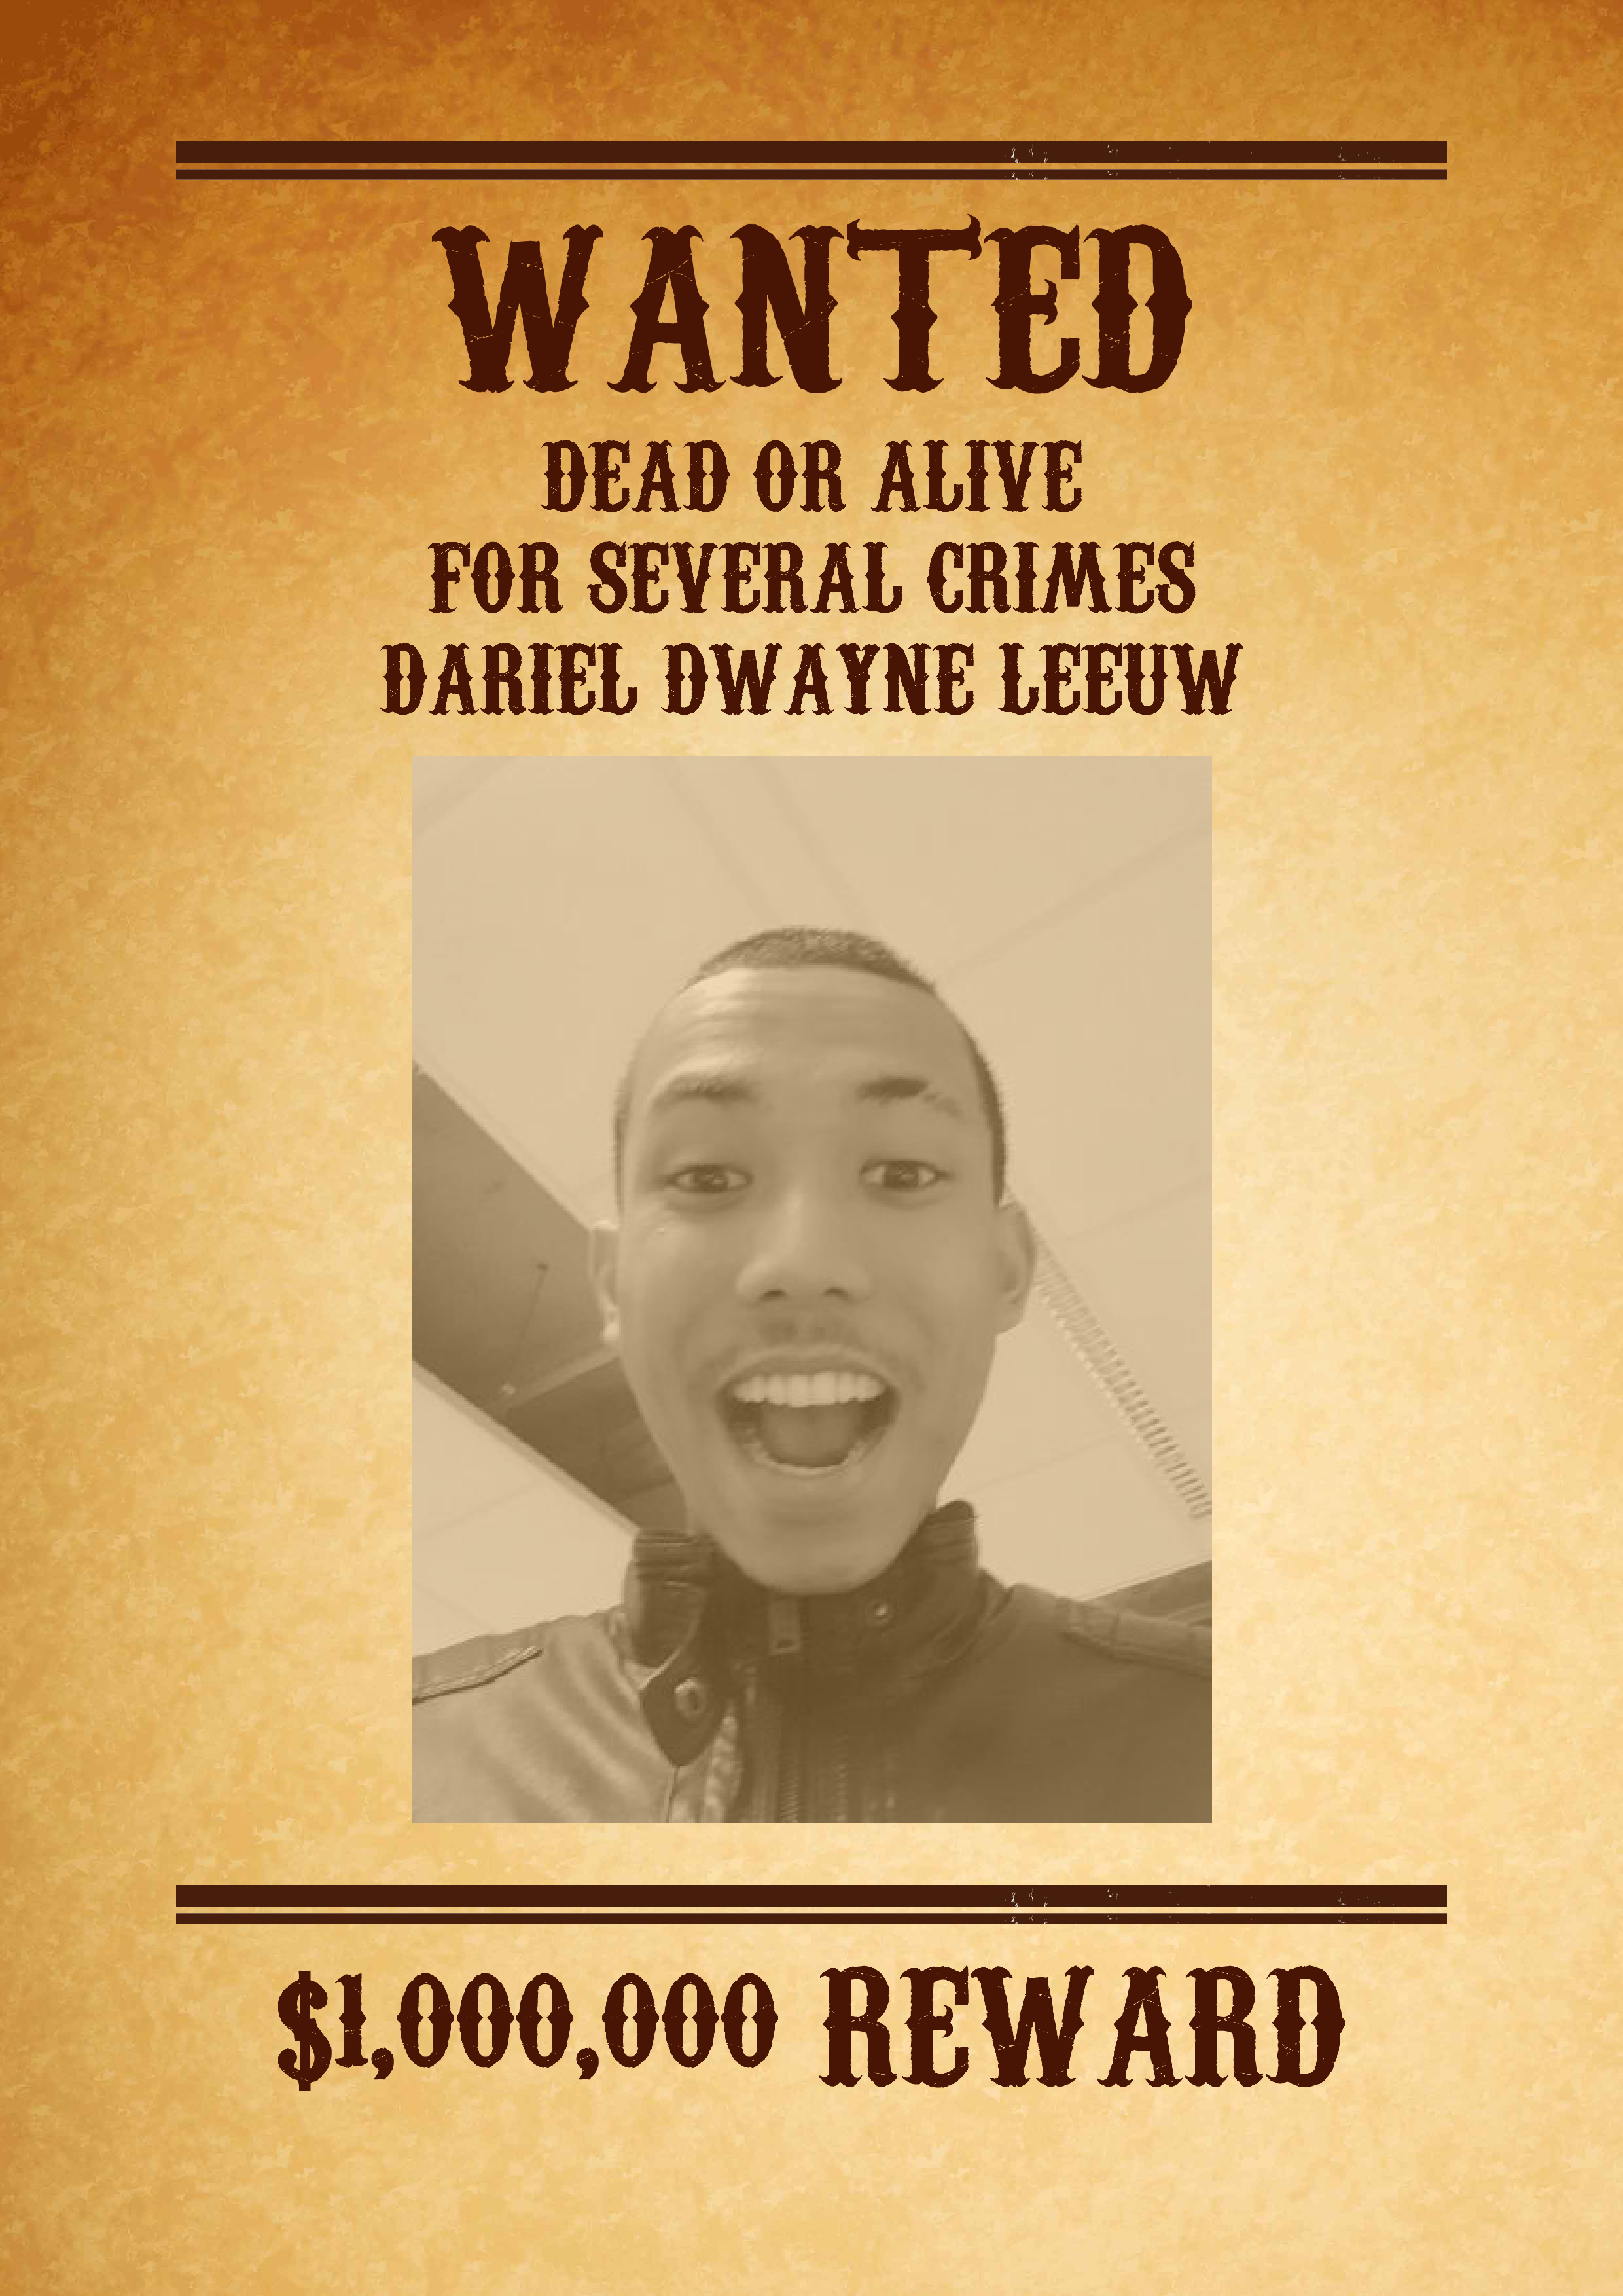 WANTED
DEAD OR ALIVE
FOR SEVERAL CRIMES
DARIEL DWAYNE LEEUW
$1,000,000 REWARD